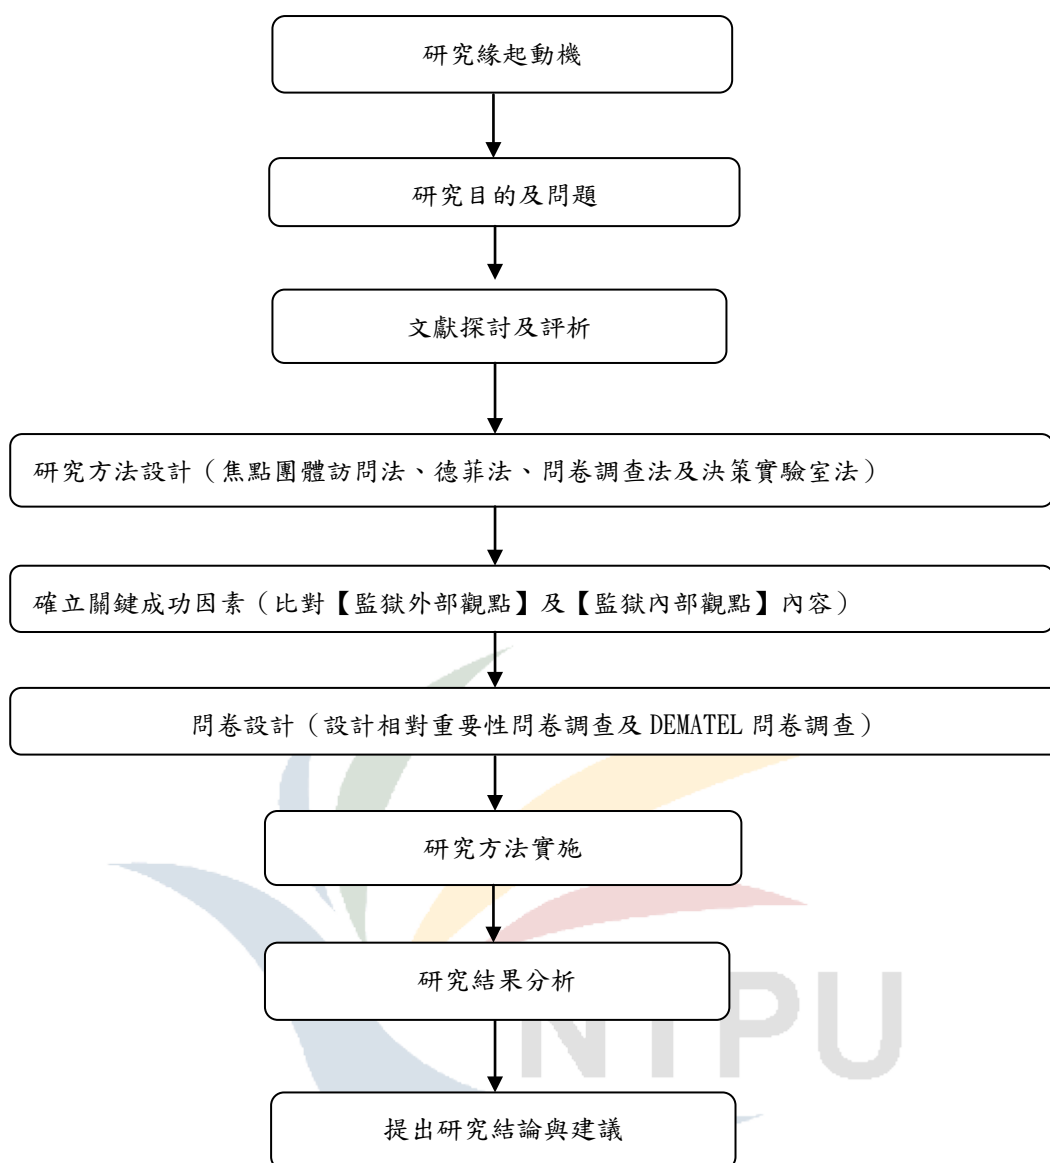 研究緣起動機
研究目的及問題
文獻探討及評析
研究方法設計（焦點團體訪問法、德菲法、問卷調查法及決策實驗室法）
確立關鍵成功因素（比對【監獄外部觀點】及【監獄內部觀點】內容）
問卷設計（設計相對重要性問卷調查及 DEMATEL 問卷調查）
研究方法實施
研究結果分析
NTPU
提出研究結論與建議